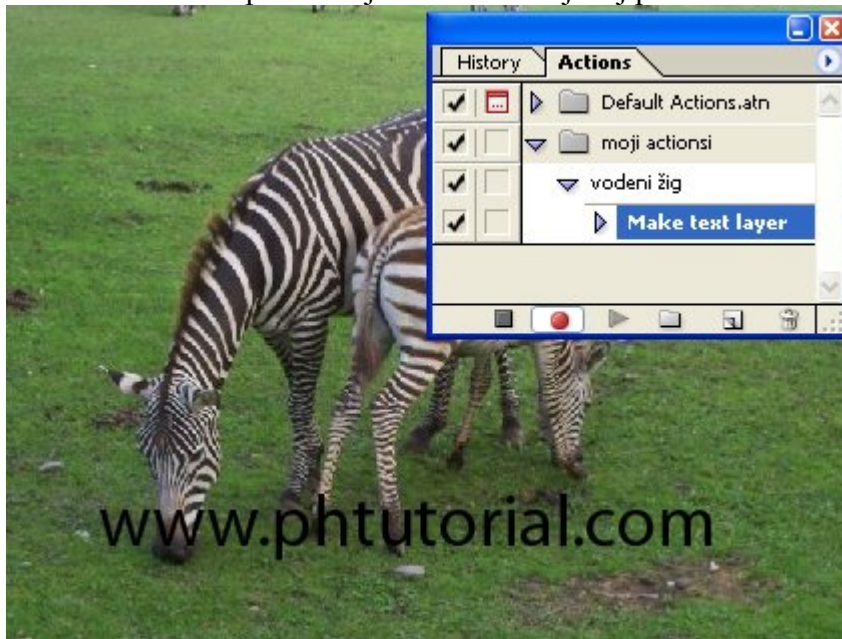 History Actions
Default Actions.atn
moji actionsi
vodeni žig
Make text layer
www.phtutorial.com